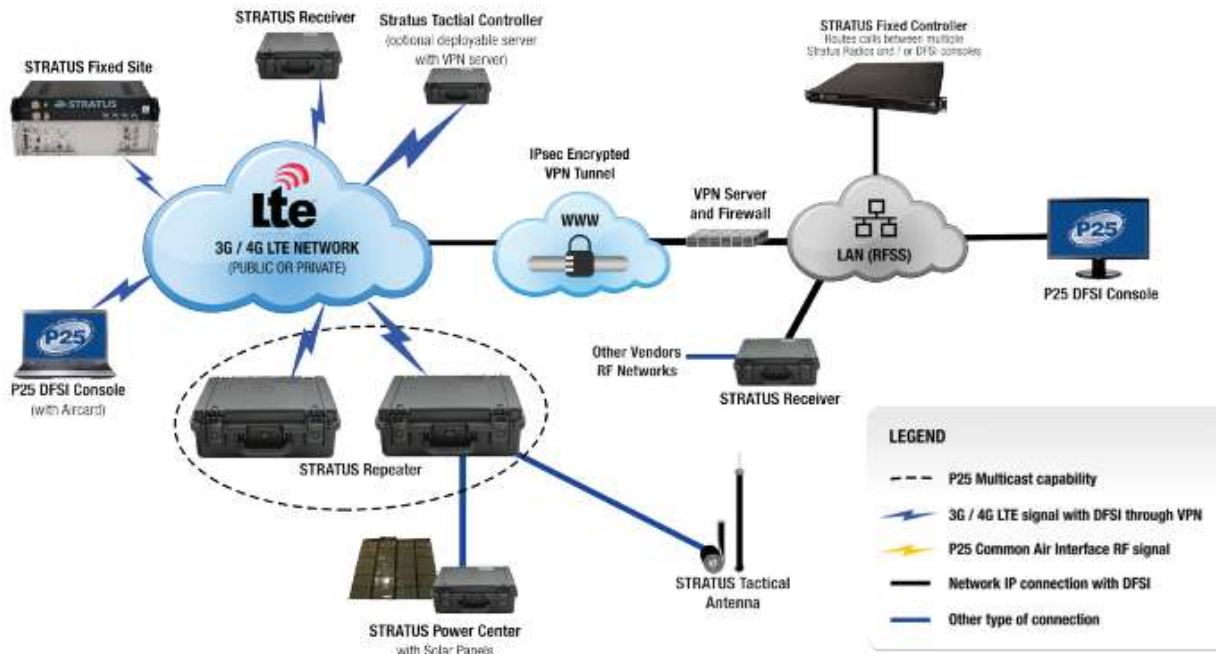 STRATUS Receiver
Stratus Tactial Controller
(optional deployable server
with VPN server)
STRATUS Fixed Controller
Routes calls between multiple
Stratus Radios and / or DFSI consoles
STRATUS Fixed Site
STRATUS
IPsec Encrypted
VPN Tunnel
WWW
VPN Server
and Firewall
Lte
3G / 4G LTE NETWORK
(PUBLIC OR PRIVATE)
LAN (RFSS)
P25
P25 DFSI Console
P25
P25 DFSI Console
(with Aircard)
Other Vendors
RF Networks
STRATUS Receiver
STRATUS Repeater
STRATUS Tactical
Antenna
STRATUS Power Center
with Solar Panels
LEGEND
P25 Multicast capability
3G / 4G LTE signal with DFSI through VPN
P25 Common Air Interface RF signal
Network IP connection with DFSI
Other type of connection